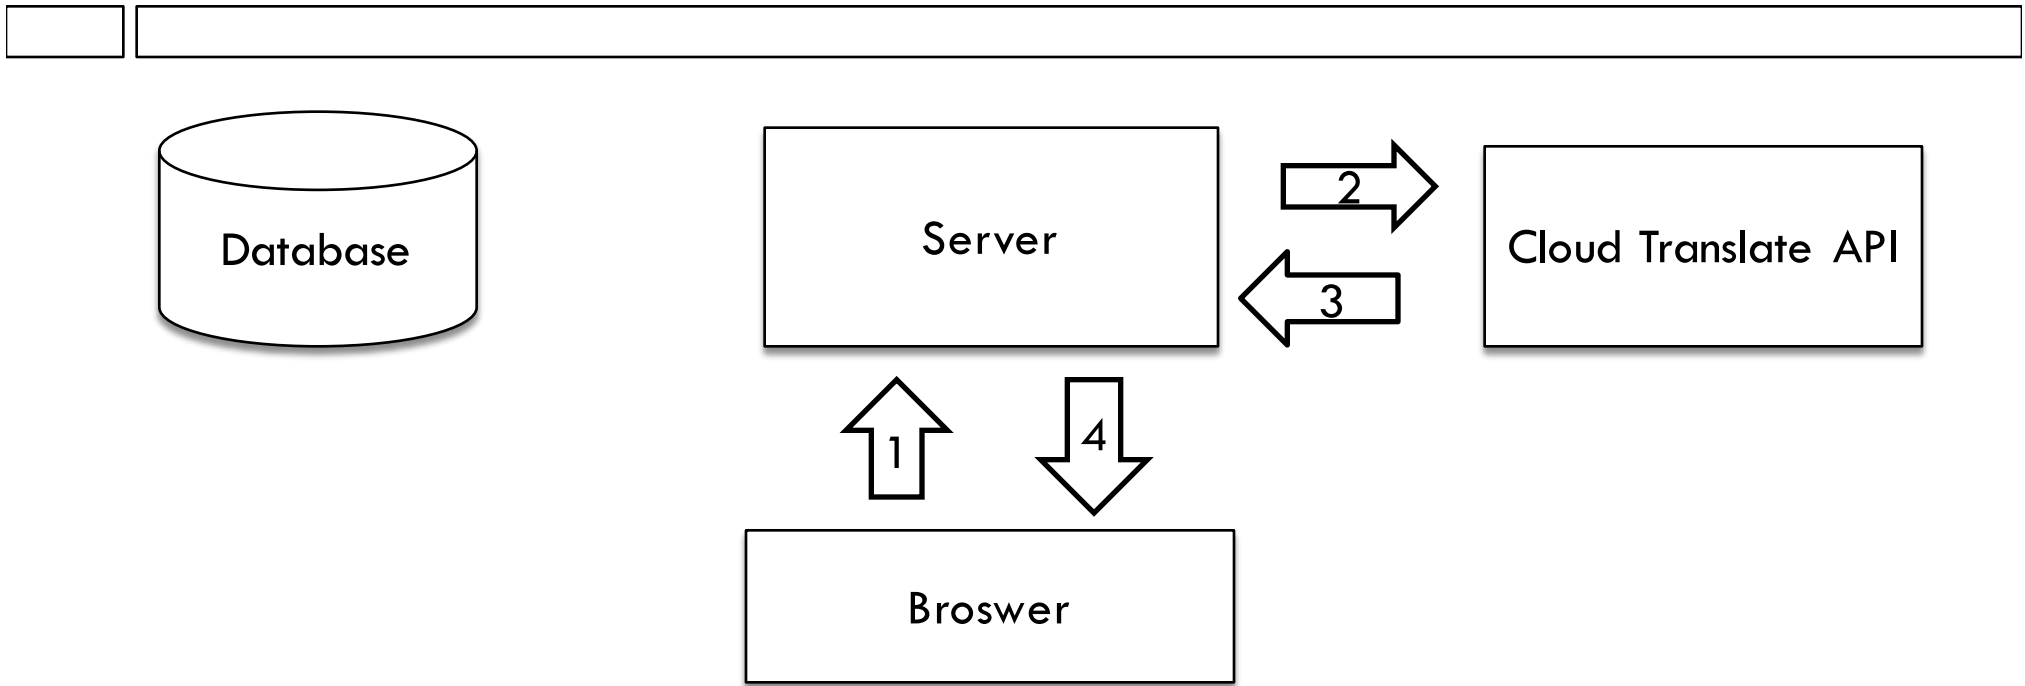 Database
Server
2
3
Cloud Translate API
1
4
Broswer